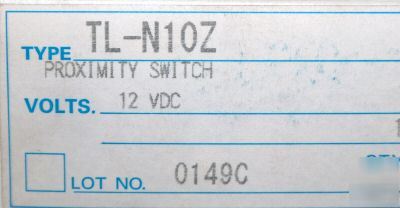 TYPE TL-N10Z
PROXIMITY SWITCH
VOLTS. 12 VDC
LOT NO. 0149C